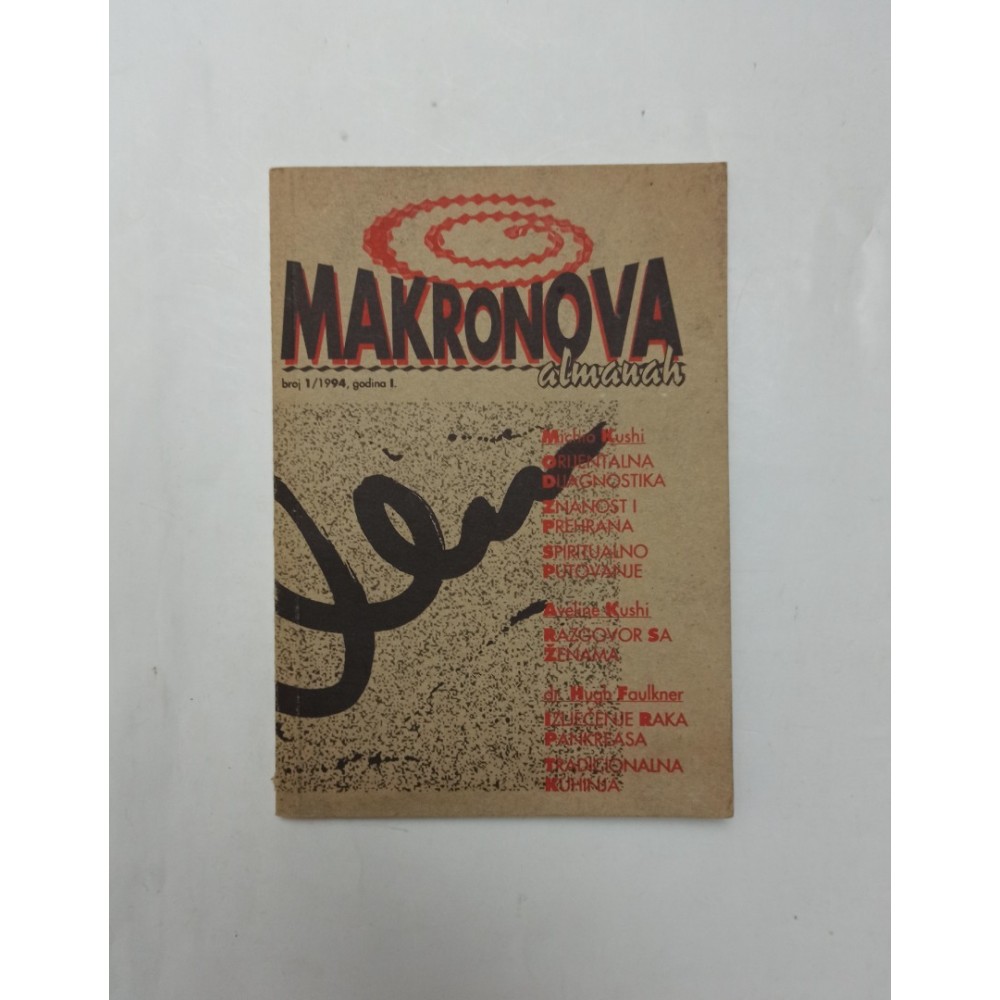 MAKRONOVA
almanah
broj 1/1994, godina I.
Michio Kushi
ORIJENTALNA
DIJAGNOSTIKA
ZNANOST I
PREHRANA
SPIRITUALNO
PUTOVANJE
Aveline Kushi
RAZGOVOR SA
ŽENAMA
dr. Hugh Faulkner
IZLJEČENJE RAKA
PANKREASA
TRADICIONALNA
KUHINJA